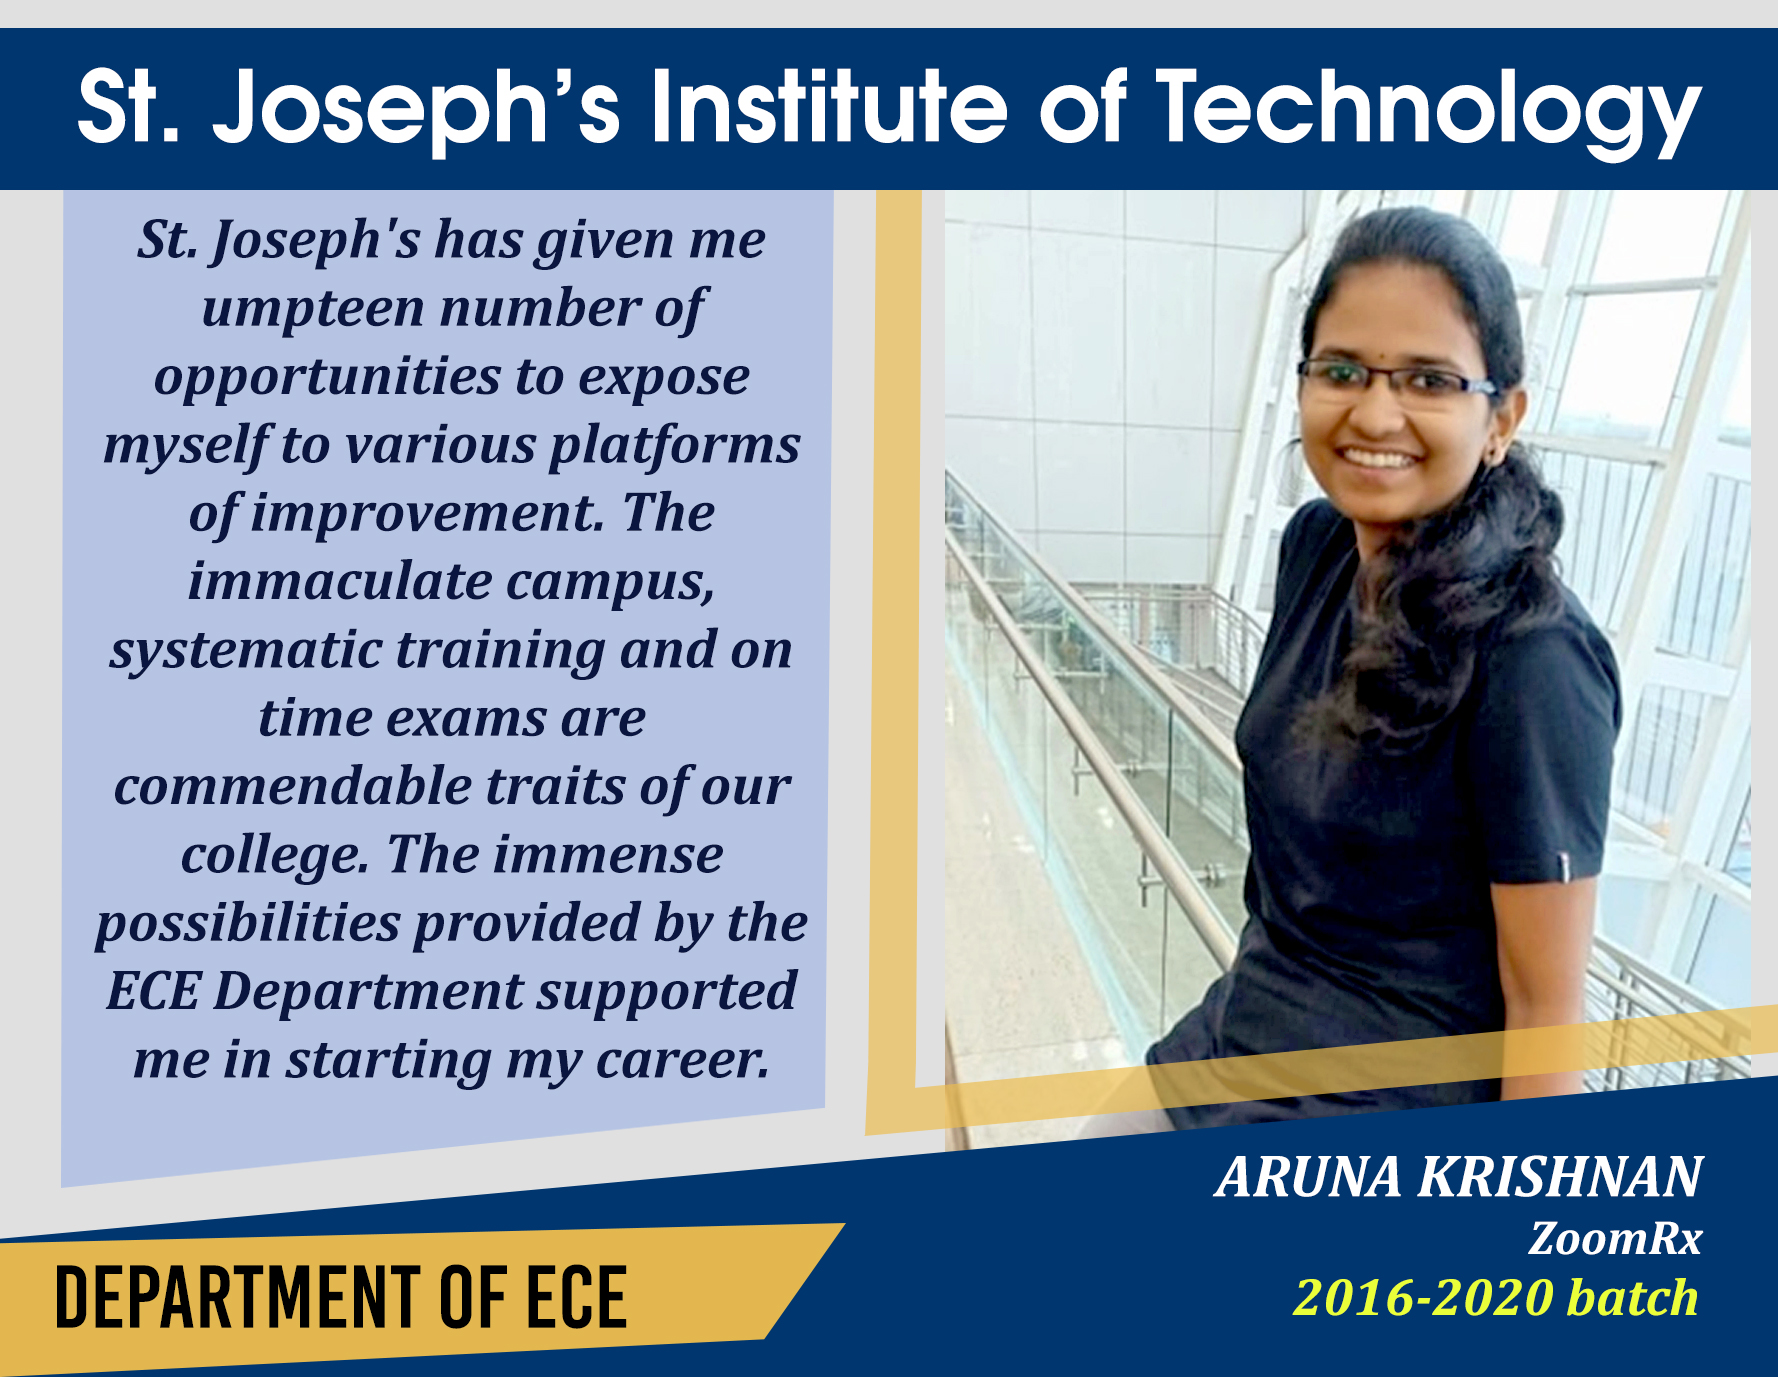 St. Joseph’s Institute of Technology
St. Joseph's has given me
umpteen number of
opportunities to expose
myself to various platforms
of improvement. The
immaculate campus,
systematic training and on
time exams are
commendable traits of our
college. The immense
possibilities provided by the
ECE Department supported
me in starting my career.
ARUNA KRISHNAN
ZoomRx
2016-2020 batch
DEPARTMENT OF ECE